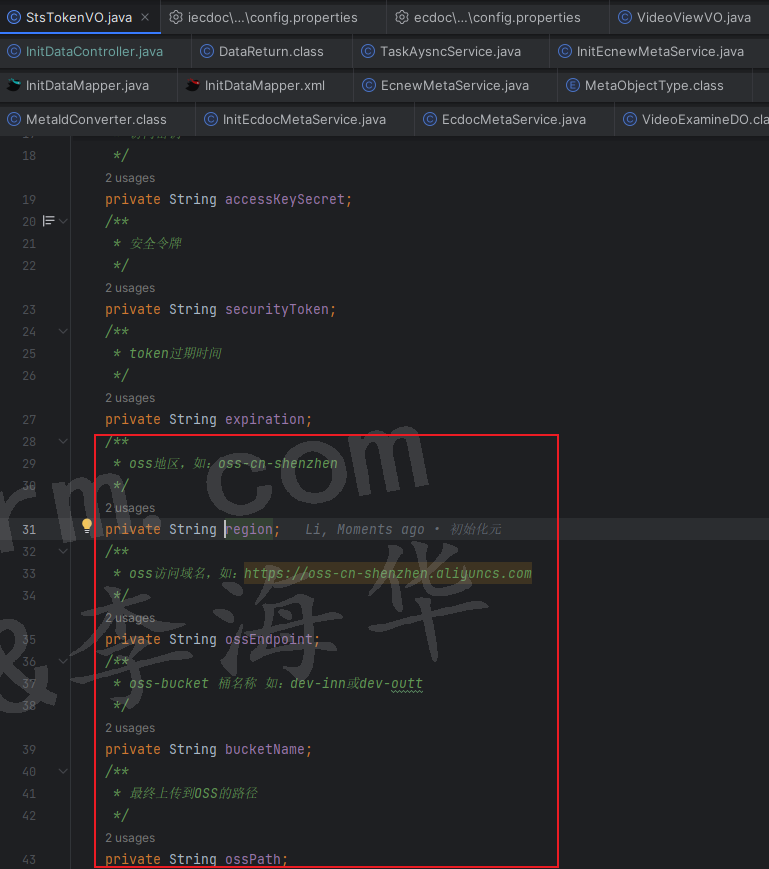 StsTokenVO.java
iecdoc\...\config.properties
ecdoc\...\config.properties
VideoViewVO.java
InitDataController.java
DataReturn.class
TaskAysncService.java
InitEcnewMetaService.java
InitDataMapper.java
InitDataMapper.xml
EcnewMetaService.java
MetaObjectType.class
MetaIdConverter.class
InitEcdocMetaService.java
EcdocMetaService.java
VideoExamineDO.cla
18 */
2 usages
19 private String accessKeySecret;
20 /**
21 * 安全令牌
22 */
2 usages
23 private String securityToken;
24 /**
25 * token过期时间
26 */
2 usages
27 private String expiration;
28 /**
29 * oss地区，如：oss-cn-shenzhen
30 */
2 usages
31 private String region; Li, Moments ago • 初始化元
32 /**
33 * oss访问域名，如：https://oss-cn-shenzhen.aliyuncs.com
34 */
2 usages
35 private String ossEndpoint;
36 /**
37 * oss-bucket 桶名称 如：dev-inn或dev-outt
38 */
2 usages
39 private String bucketName;
40 /**
41 * 最终上传到OSS的路径
42 */
2 usages
43 private String ossPath;
rm. com
&李海华